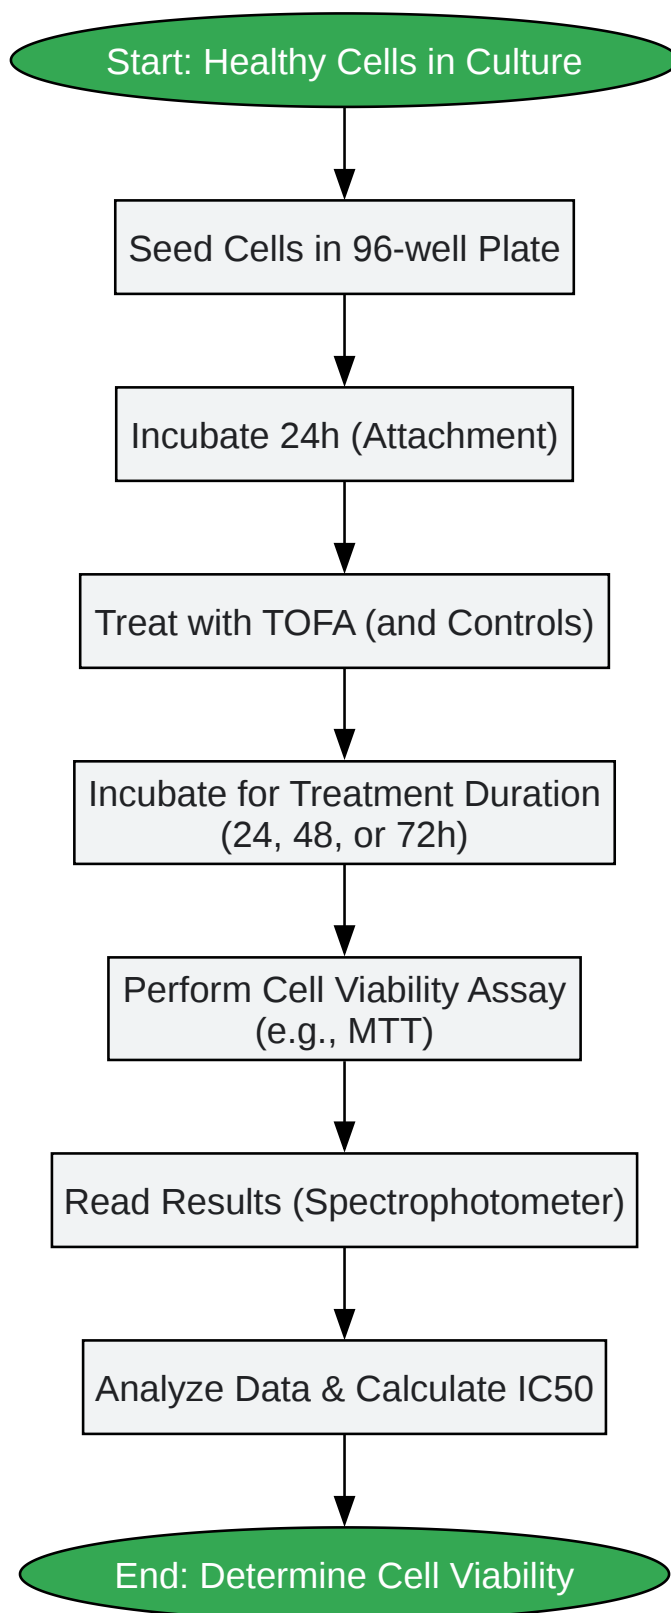 Start: Healthy Cells in Culture
Seed Cells in 96-well Plate
Incubate 24h (Attachment)
Treat with TOFA (and Controls)
Incubate for Treatment Duration
(24, 48, or 72h)
Perform Cell Viability Assay
(e.g., MTT)
Read Results (Spectrophotometer)
Analyze Data & Calculate IC50
End: Determine Cell Viability